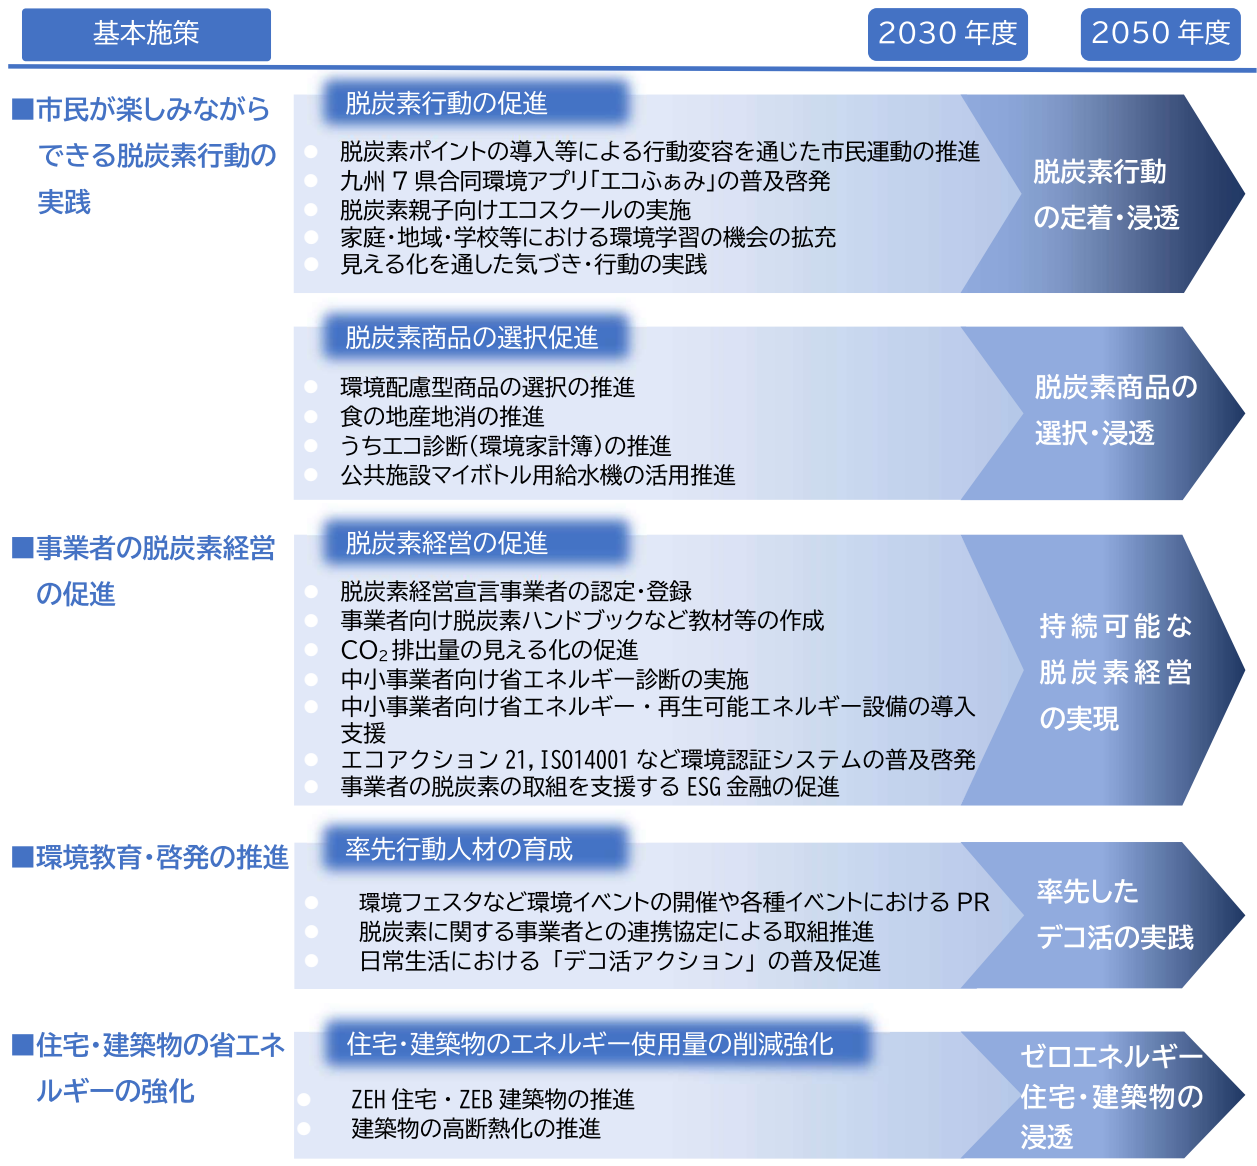 基本施策
2030 年度
2050 年度
■市民が楽しみながら
できる脱炭素行動の
実践
脱炭素行動の促進
脱炭素ポイントの導入等による行動変容を通じた市民運動の推進
九州 7 県合同環境アプリ「エコふぁみ」の普及啓発
脱炭素親子向けエコスクールの実施
家庭・地域・学校等における環境学習の機会の拡充
見える化を通した気づき・行動の実践
脱炭素行動
の定着・浸透
脱炭素商品の選択促進
環境配慮型商品の選択の推進
食の地産地消の推進
うちエコ診断(環境家計簿)の推進
公共施設マイボトル用給水機の活用推進
脱炭素商品の
選択・浸透
■事業者の脱炭素経営
の促進
脱炭素経営の促進
脱炭素経営宣言事業者の認定・登録
事業者向け脱炭素ハンドブックなど教材等の作成
CO₂排出量の見える化の促進
中小事業者向け省エネルギー診断の実施
中小事業者向け省エネルギー・再生可能エネルギー設備の導入
支援
エコアクション 21,ISO14001 など環境認証システムの普及啓発
事業者の脱炭素の取組を支援する ESG 金融の促進
持続可能な
脱炭素経営
の実現
■環境教育・啓発の推進
率先行動人材の育成
環境フェスタなど環境イベントの開催や各種イベントにおける PR
脱炭素に関する事業者との連携協定による取組推進
日常生活における「デコ活アクション」の普及促進
率先した
デコ活の実践
■住宅・建築物の省エネ
ルギーの強化
住宅・建築物のエネルギー使用量の削減強化
ZEH 住宅・ZEB 建築物の推進
建築物の高断熱化の推進
ゼロエネルギー
住宅・建築物の
浸透